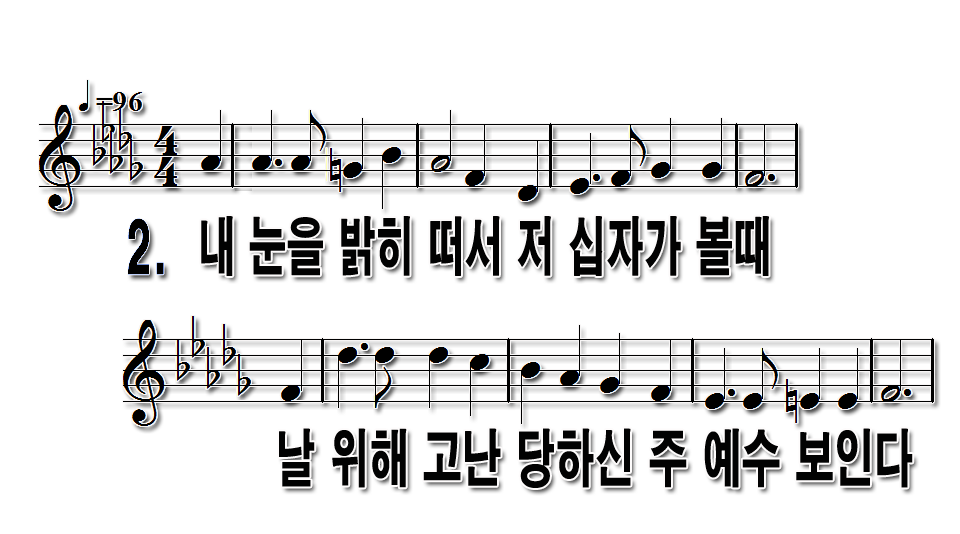 ♩=96
2. 내 눈을 밝히 떠서 저 십자가 볼때
날 위해 고난 당하신 주 예수 보인다